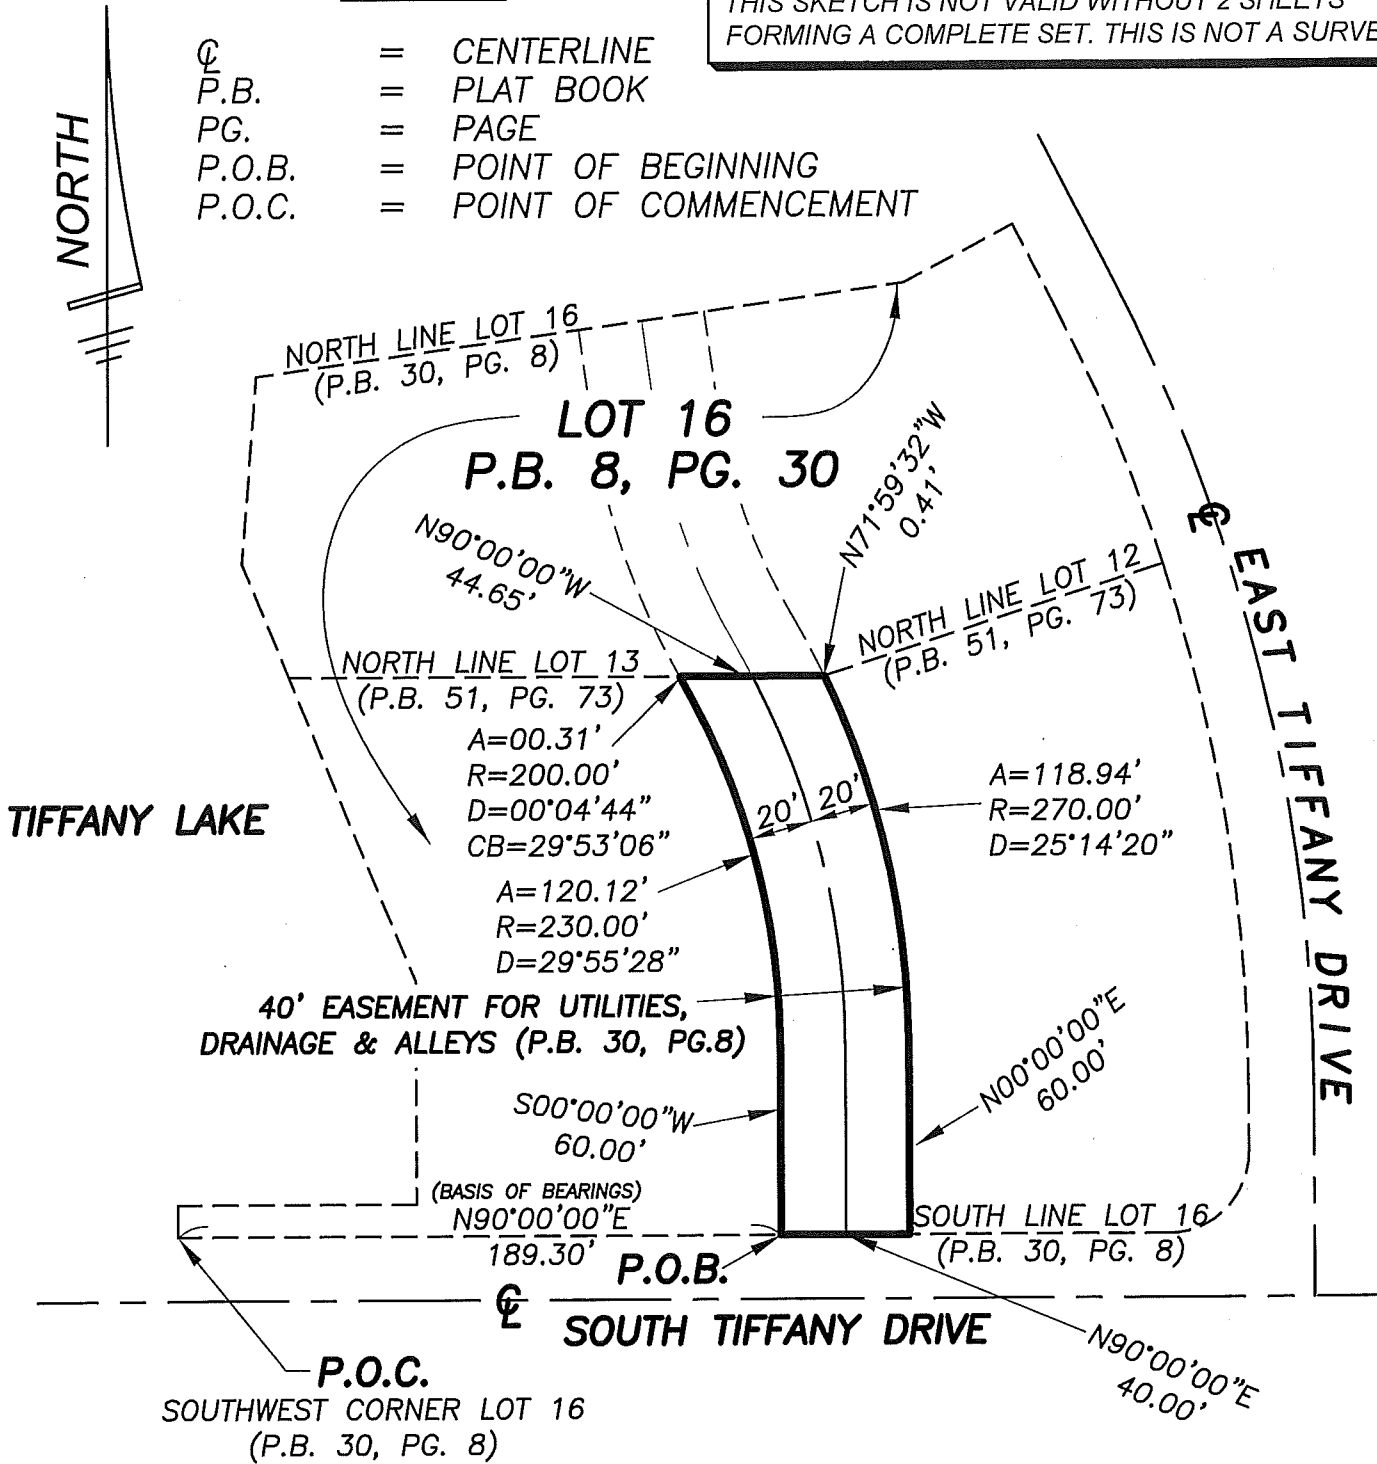 THIS SKETCH IS NOT VALID WITHOUT 2 SHEETS
FORMING A COMPLETE SET. THIS IS NOT A SURVE
℄ = CENTERLINE
P.B. = PLAT BOOK
PG. = PAGE
P.O.B. = POINT OF BEGINNING
P.O.C. = POINT OF COMMENCEMENT
NORTH
NORTH LINE LOT 16
(P.B. 30, PG. 8)
LOT 16
P.B. 8, PG. 30
N71°59'32"W
0.41'
N90°00'00"W
44.65'
℄ EAST TIFFANY DRIVE
NORTH LINE LOT 12
(P.B. 51, PG. 73)
NORTH LINE LOT 13
(P.B. 51, PG. 73)
A=00.31'
R=200.00'
D=00°04'44"
CB=29°53'06"
A=118.94'
R=270.00'
D=25°14'20"
20' 20'
TIFFANY LAKE
A=120.12'
R=230.00'
D=29°55'28"
40' EASEMENT FOR UTILITIES,
DRAINAGE & ALLEYS (P.B. 30, PG.8)
N00°00'00"E
60.00'
S00°00'00"W
60.00'
(BASIS OF BEARINGS)
N90°00'00"E
189.30'
SOUTH LINE LOT 16
(P.B. 30, PG. 8)
P.O.B.
℄ SOUTH TIFFANY DRIVE
N90°00'00"E
40.00'
P.O.C.
SOUTHWEST CORNER LOT 16
(P.B. 30, PG. 8)